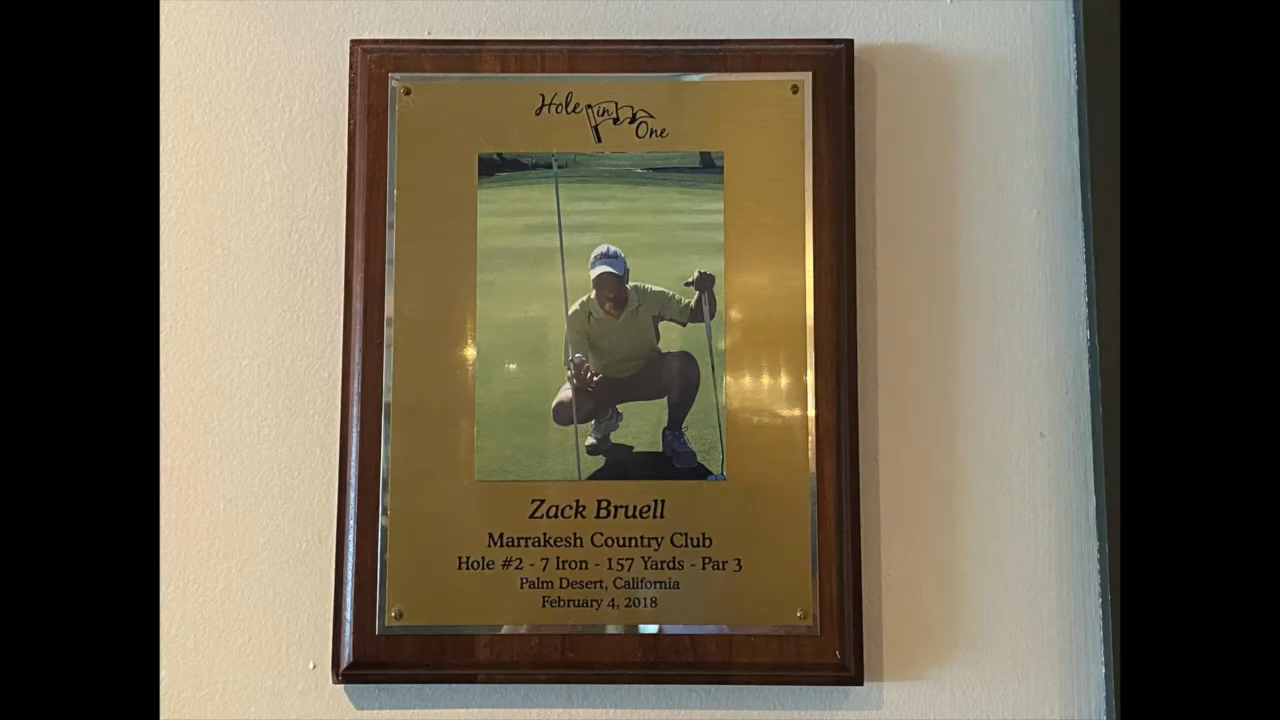 Hole in One
Zack Bruell
Marrakesh Country Club
Hole #2 - 7 Iron - 157 Yards - Par 3
Palm Desert, California
February 4, 2018